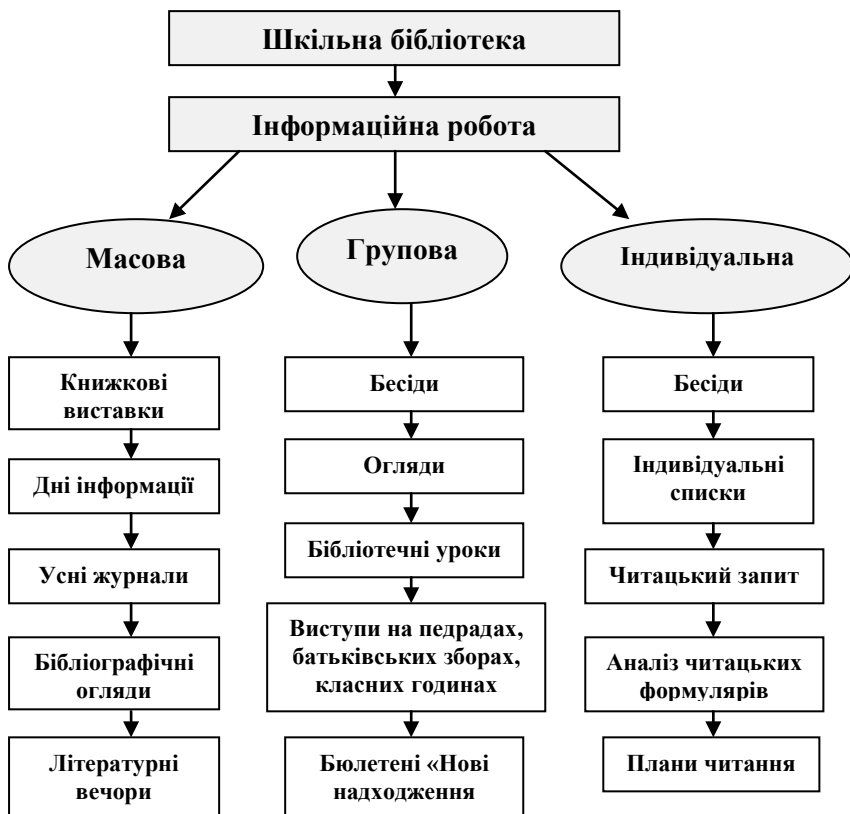 Шкільна бібліотека
Інформаційна робота
Масова
Групова
Індивідуальна
Книжкові
виставки
Дні інформації
Усні журнали
Бібліографічні
огляди
Літературні
вечори
Бесіди
Огляди
Бібліотечні уроки
Виступи на педрадах,
батьківських зборах,
класних годинах
Бюлетені «Нові
надходження
Бесіди
Індивідуальні
списки
Читацький запит
Аналіз читацьких
формулярів
Плани читання